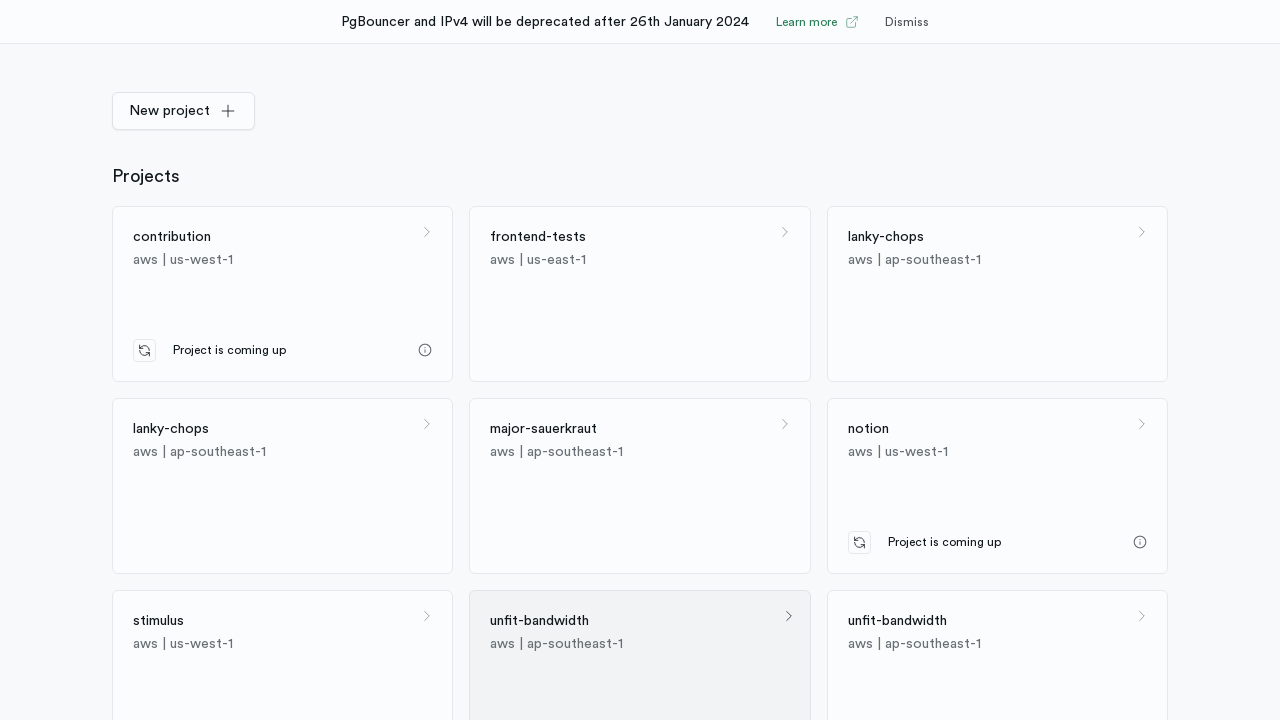 PgBouncer and IPv4 will be deprecated after 26th January 2024 Learn more Dismiss
New project
Projects
contribution
aws | us-west-1
Project is coming up
frontend-tests
aws | us-east-1
lanky-chops
aws | ap-southeast-1
lanky-chops
aws | ap-southeast-1
major-sauerkraut
aws | ap-southeast-1
notion
aws | us-west-1
Project is coming up
stimulus
aws | us-west-1
unfit-bandwidth
aws | ap-southeast-1
unfit-bandwidth
aws | ap-southeast-1